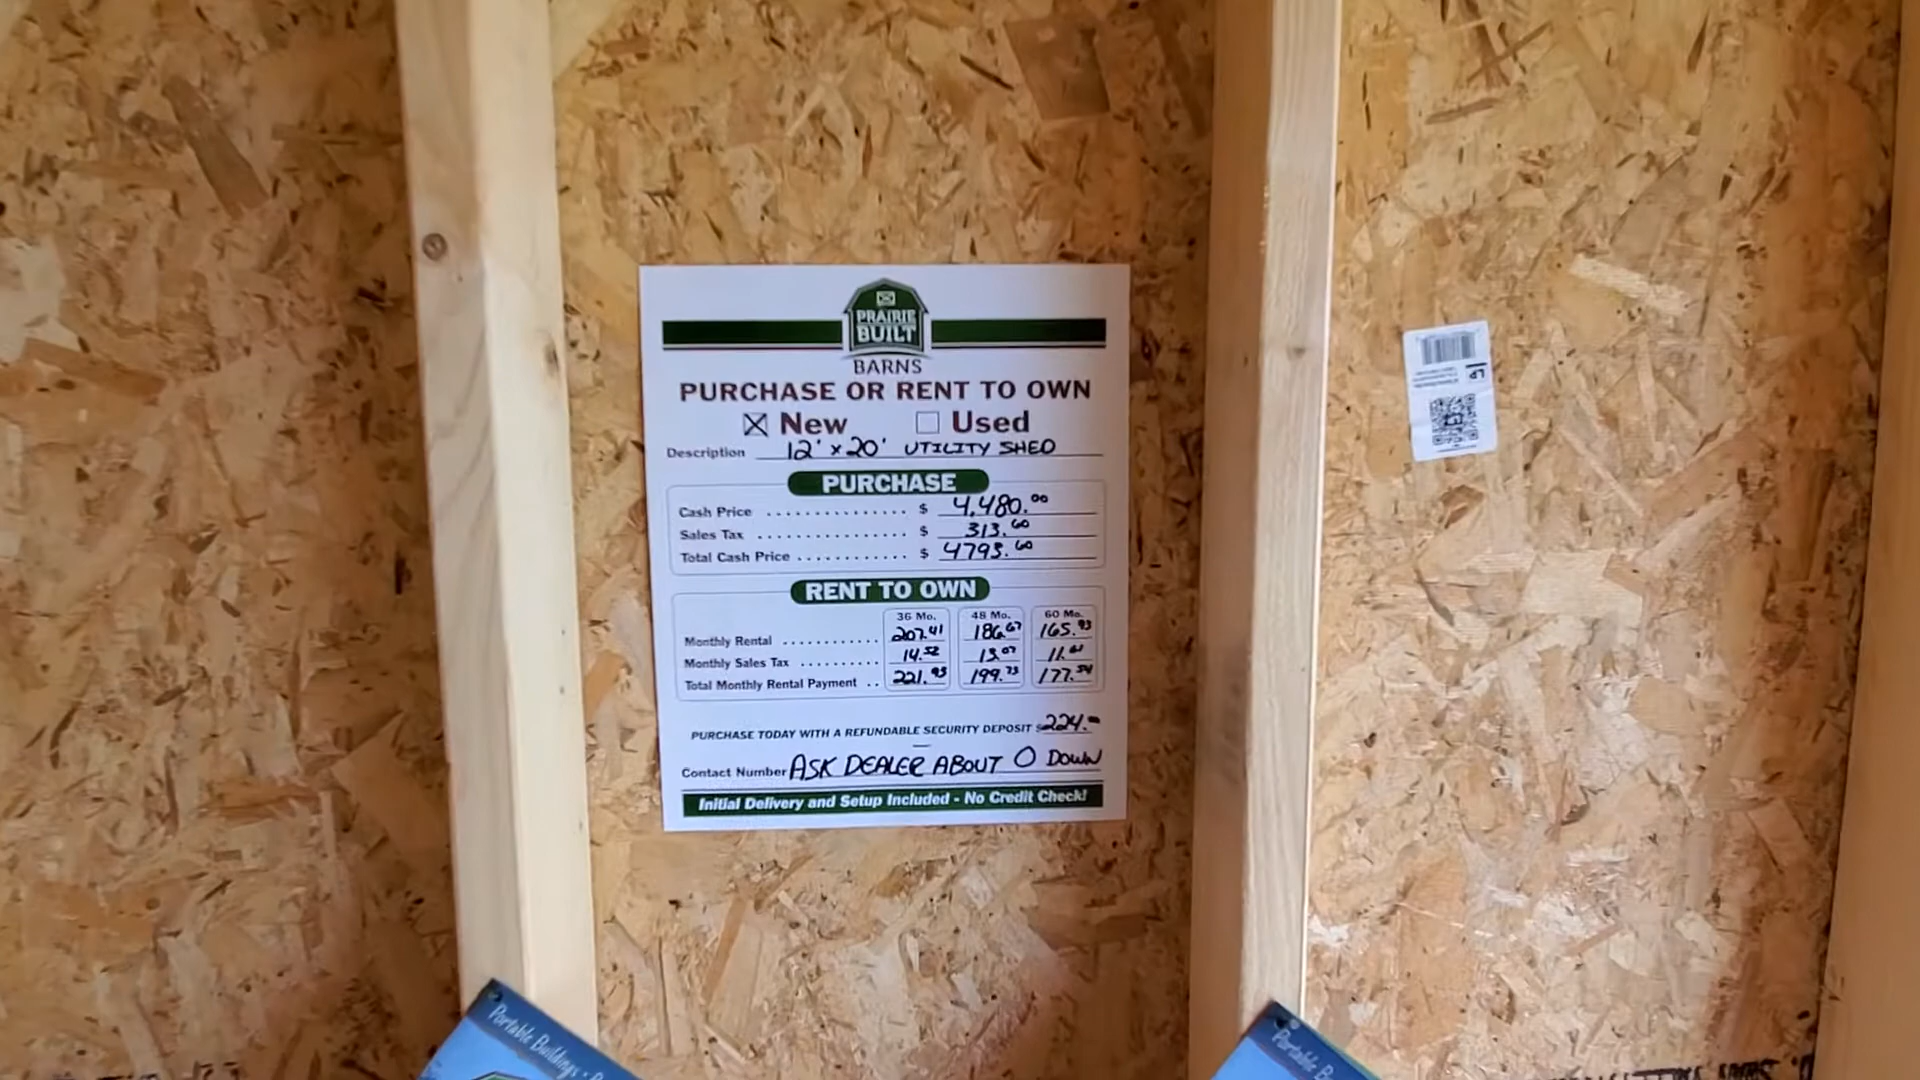 PRAIRIE
BUILT
BARNS
PURCHASE OR RENT TO OWN
New Used
Description 12' x 20' UTILITY SHED
PURCHASE
Cash Price $ 4,480.00
Sales Tax $ 313.60
Total Cash Price $ 4793.60
RENT TO OWN
36 Mo. 48 Mo. 60 Mo.
Monthly Rental 207.41 186.67 165.93
Monthly Sales Tax 14.52 13.07 11.61
Total Monthly Rental Payment 221.93 199.73 177.54
PURCHASE TODAY WITH A REFUNDABLE SECURITY DEPOSIT $ 224.
Contact Number ASK DEALER ABOUT 0 DOWN
Initial Delivery and Setup Included - No Credit Check!
LP
Portable Buildings
Portable B